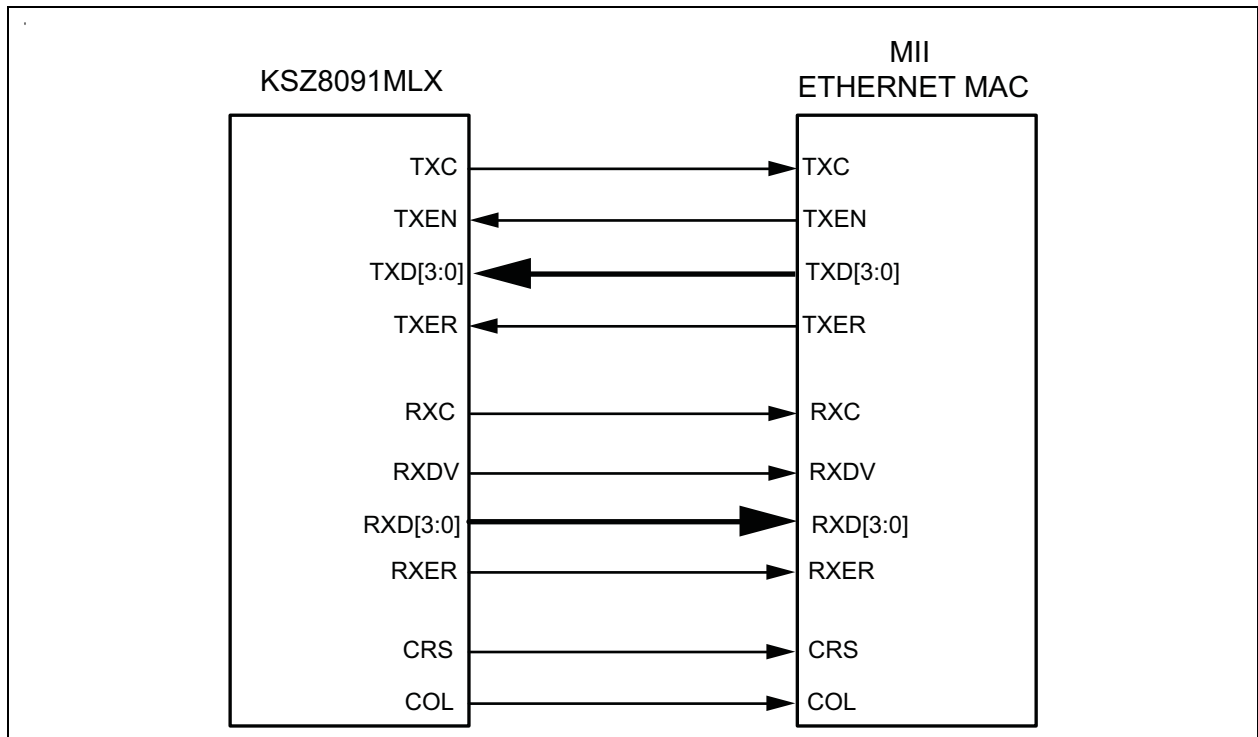 KSZ8091MLX
MII
ETHERNET MAC
TXC
TXC
TXEN
TXEN
TXD[3:0]
TXD[3:0]
TXER
TXER
RXC
RXC
RXDV
RXDV
RXD[3:0]
RXD[3:0]
RXER
RXER
CRS
CRS
COL
COL